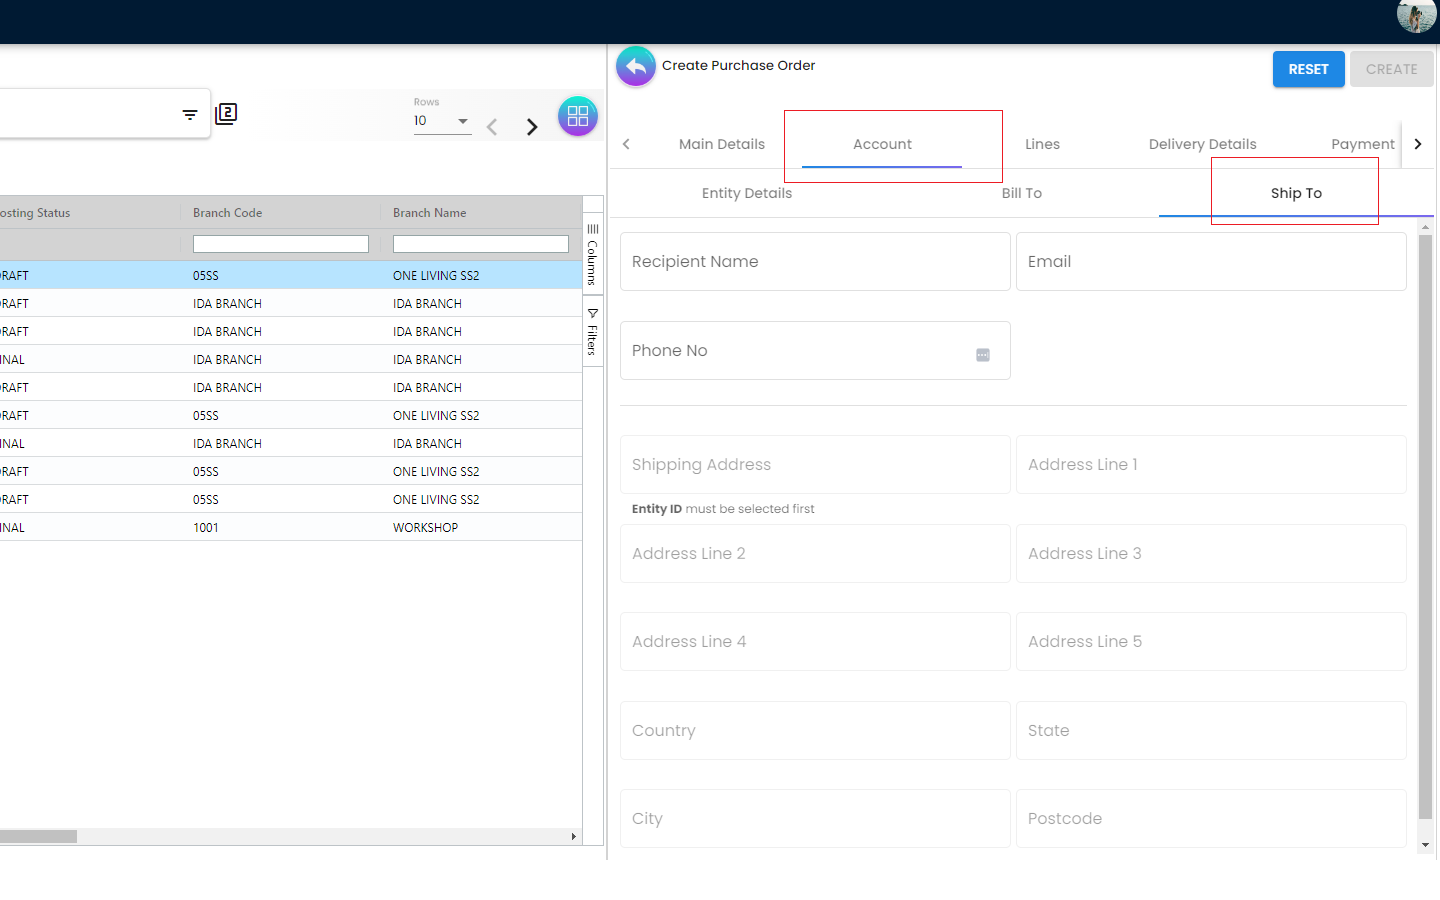 Create Purchase Order
RESET
CREATE
2
Rows
10
Main Details
Account
Lines
Delivery Details
Payment
Entity Details
Bill To
Ship To
osting Status
Branch Code
Branch Name
Columns
Filters
RAFT
05SS
ONE LIVING SS2
RAFT
IDA BRANCH
IDA BRANCH
RAFT
IDA BRANCH
IDA BRANCH
INAL
IDA BRANCH
IDA BRANCH
RAFT
IDA BRANCH
IDA BRANCH
RAFT
05SS
ONE LIVING SS2
INAL
IDA BRANCH
IDA BRANCH
RAFT
05SS
ONE LIVING SS2
RAFT
05SS
ONE LIVING SS2
INAL
1001
WORKSHOP
Recipient Name
Email
Phone No
Shipping Address
Address Line 1
Entity ID must be selected first
Address Line 2
Address Line 3
Address Line 4
Address Line 5
Country
State
City
Postcode